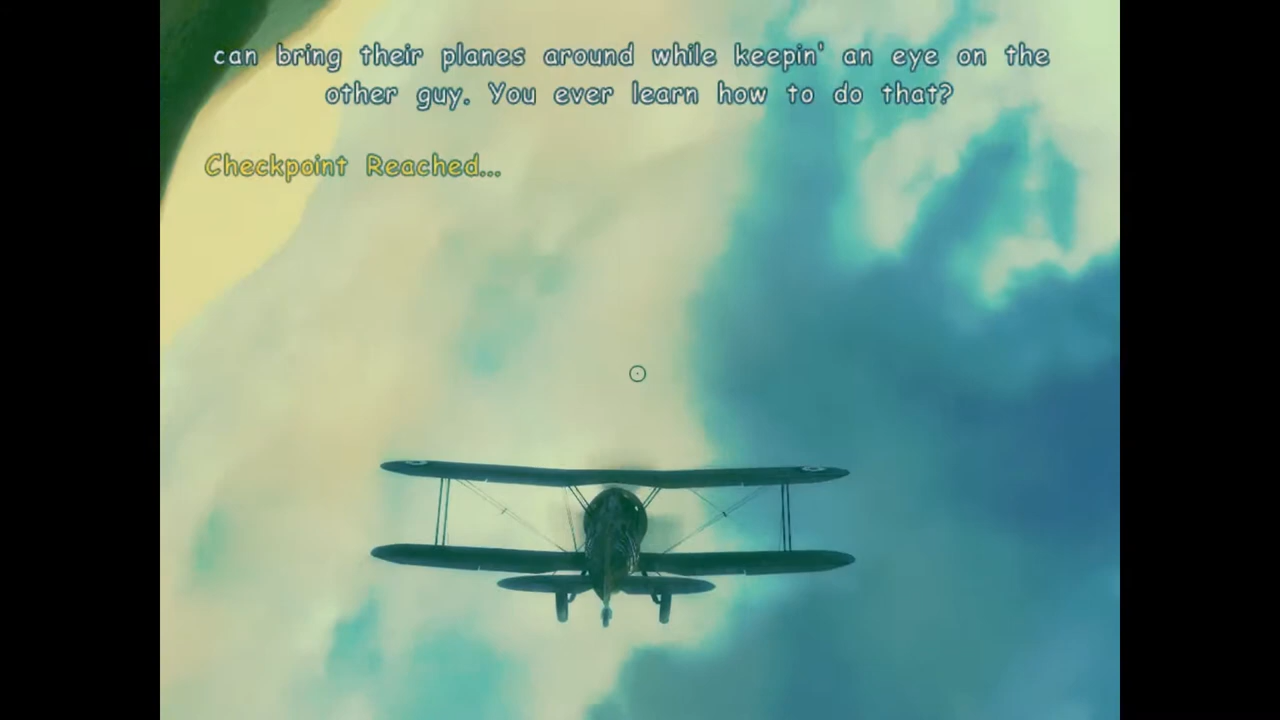 can bring their planes around while keepin' an eye on the
other guy. You ever learn how to do that?
Checkpoint Reached...